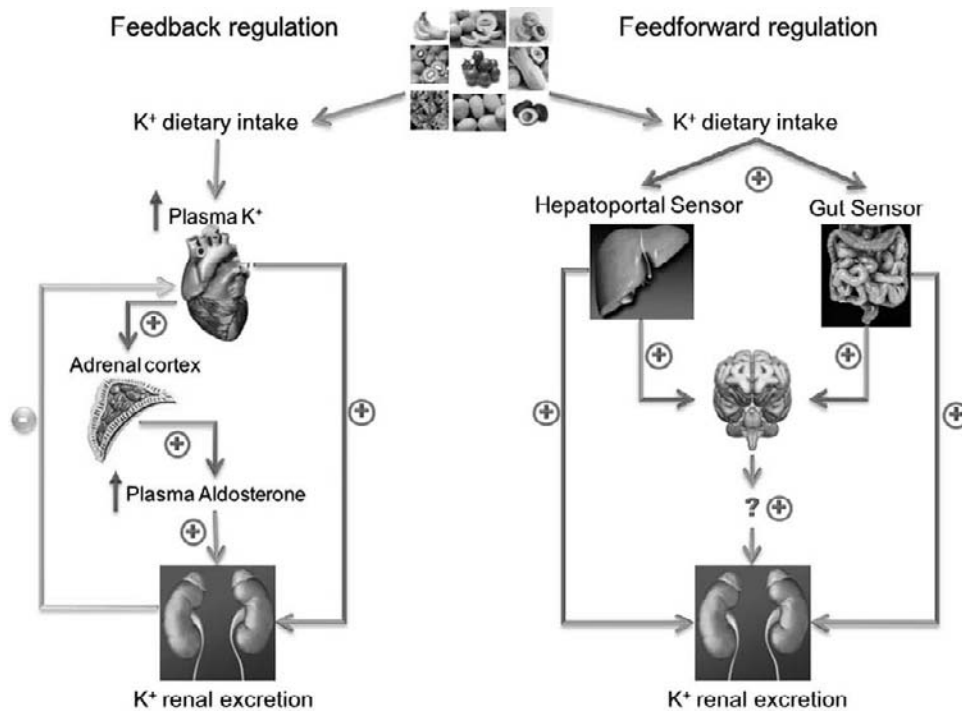 Feedback regulation
Feedforward regulation
K⁺ dietary intake
K⁺ dietary intake
Plasma K⁺
Hepatoportal Sensor
Gut Sensor
Adrenal cortex
Plasma Aldosterone
?
K⁺ renal excretion
K⁺ renal excretion